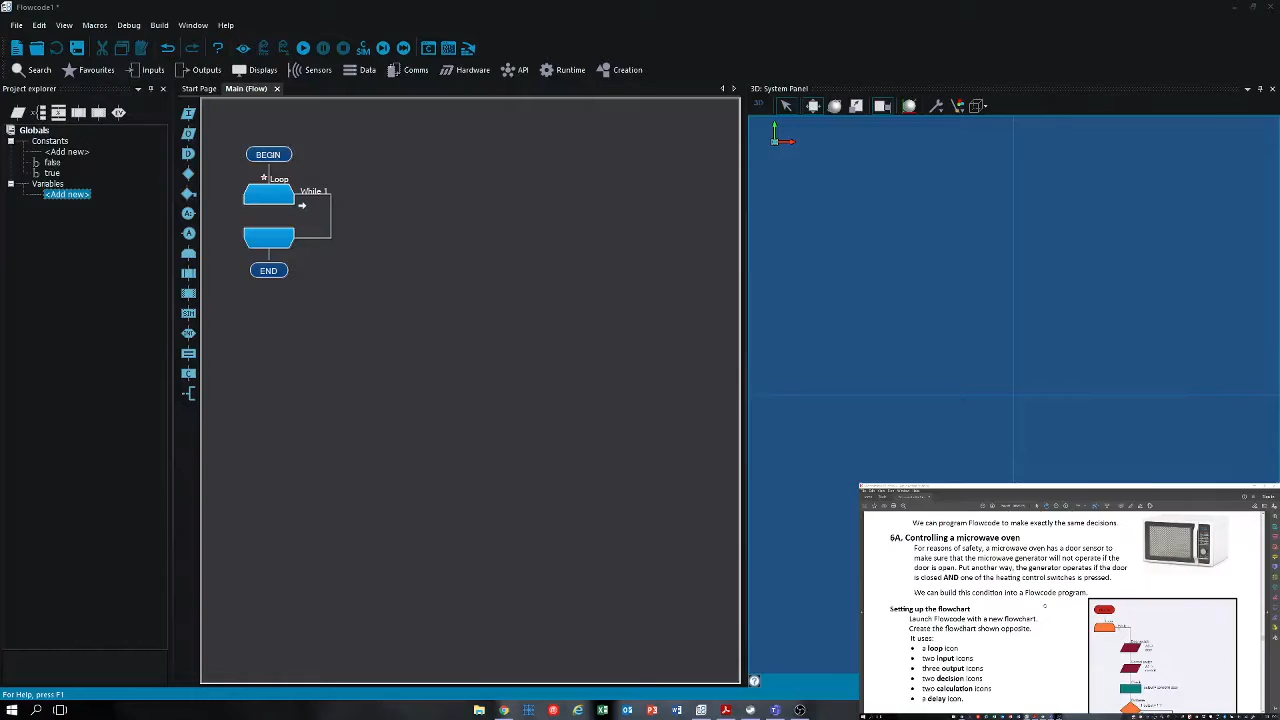 Flowcode1 *
File Edit View Macros Debug Build Window Help
C
SIM
Search Favourites Inputs Outputs Displays Sensors Data Comms Hardware API Runtime Creation
Project explorer
Start Page Main (Flow)
3D: System Panel
3D
Globals
Constants
<Add new>
false
true
Variables
<Add new>
BEGIN
Loop
While 1
END
We can program Flowcode to make exactly the same decisions.
6A. Controlling a microwave oven
For reasons of safety, a microwave oven has a door sensor to
make sure that the microwave generator will not operate if the
door is open. Put another way, the generator operates if the door
is closed AND one of the heating control switches is pressed.
We can build this condition into a Flowcode program.
Setting up the flowchart
Launch Flowcode with a new flowchart.
Create the flowchart shown opposite.
It uses:
• a loop icon
• two input icons
• three output icons
• two decision icons
• two calculation icons
• a delay icon.
For Help, press F1